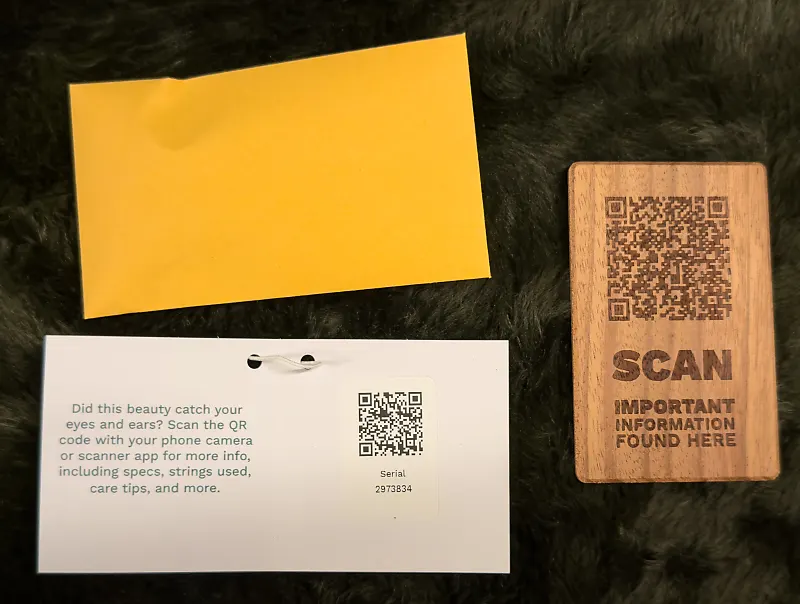 Did this beauty catch your
eyes and ears? Scan the QR
code with your phone camera
or scanner app for more info,
including specs, strings used,
care tips, and more.
Serial
2973834
SCAN
IMPORTANT
INFORMATION
FOUND HERE